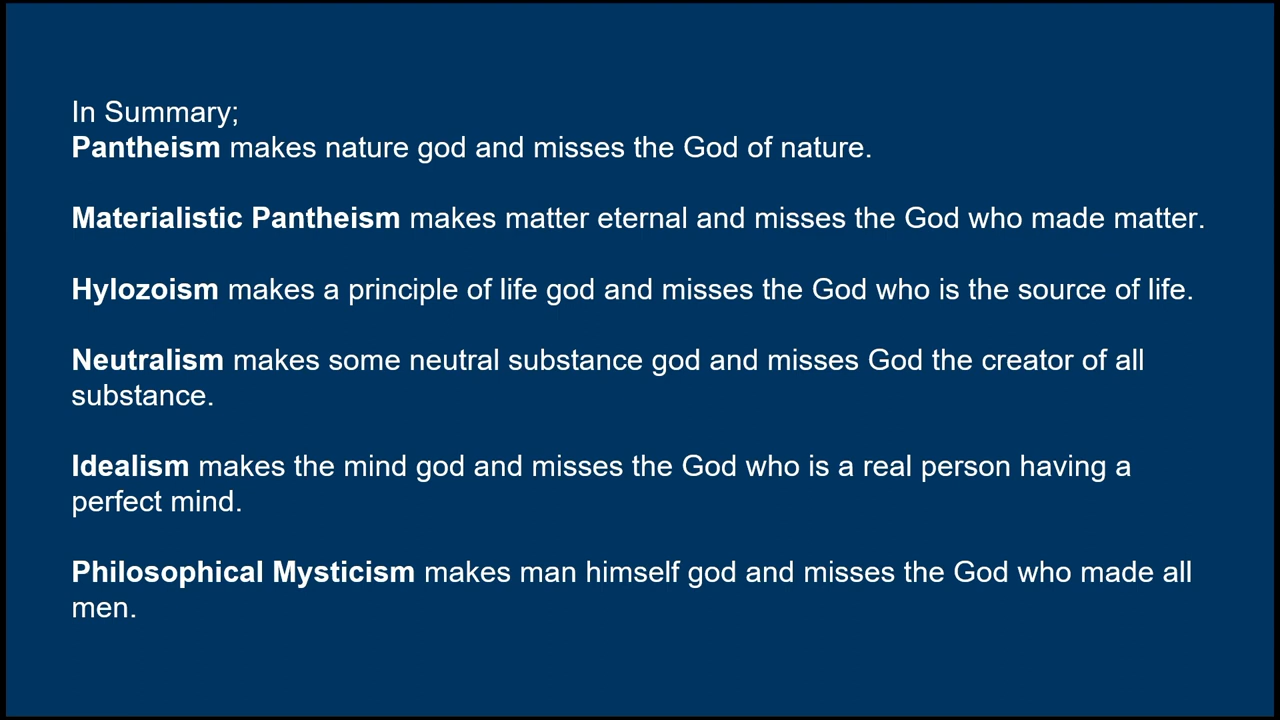 In Summary;
Pantheism makes nature god and misses the God of nature.
Materialistic Pantheism makes matter eternal and misses the God who made matter.
Hylozoism makes a principle of life god and misses the God who is the source of life.
Neutralism makes some neutral substance god and misses God the creator of all
substance.
Idealism makes the mind god and misses the God who is a real person having a
perfect mind.
Philosophical Mysticism makes man himself god and misses the God who made all
men.